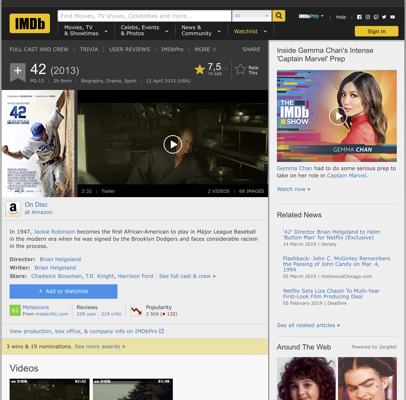 IMDb
Find Movies, TV shows, Celebrities and more...
All
IMDbPro
Help
Movies, TV & Showtimes
Celebs, Events & Photos
News & Community
Watchlist
Sign in
FULL CAST AND CREW | TRIVIA | USER REVIEWS | IMDbPro | MORE
SHARE
42 (2013)
PG-13 | 2h 8min | Biography, Drama, Sport | 12 April 2013 (USA)
7,5
Rate This
42
2:32 | Trailer
2 VIDEOS | 68 IMAGES
On Disc
at Amazon
In 1947, Jackie Robinson becomes the first African-American to play in Major League Baseball
in the modern era when he was signed by the Brooklyn Dodgers and faces considerable racism
in the process.
Director: Brian Helgeland
Writer: Brian Helgeland
Stars: Chadwick Boseman, T.R. Knight, Harrison Ford | See full cast & crew »
+ Add to Watchlist
62
Metascore
From metacritic.com
Reviews
229 user | 219 critic
Popularity
2 504 (♦ 132)
View production, box office, & company info on IMDbPro
3 wins & 19 nominations. See more awards »
Videos
02:32
Inside Gemma Chan's Intense
'Captain Marvel' Prep
THE
IMDb
SHOW
GEMMA CHAN
Gemma Chan had to do some serious prep to
take on her role in Captain Marvel.
Watch now »
Related News
'42' Director Brian Helgeland to Helm
'Button Man' for Netflix (Exclusive)
14 March 2019 | Variety
Flashback: John C. McGinley Remembers
the Passing of John Candy on Mar. 4,
1994
05 March 2019 | HollywoodChicago.com
Netflix Sets Liza Chasin To Multi-Year
First-Look Film Producing Deal
05 February 2019 | Deadline
See all related articles »
Around The Web
Powered by ZergNet